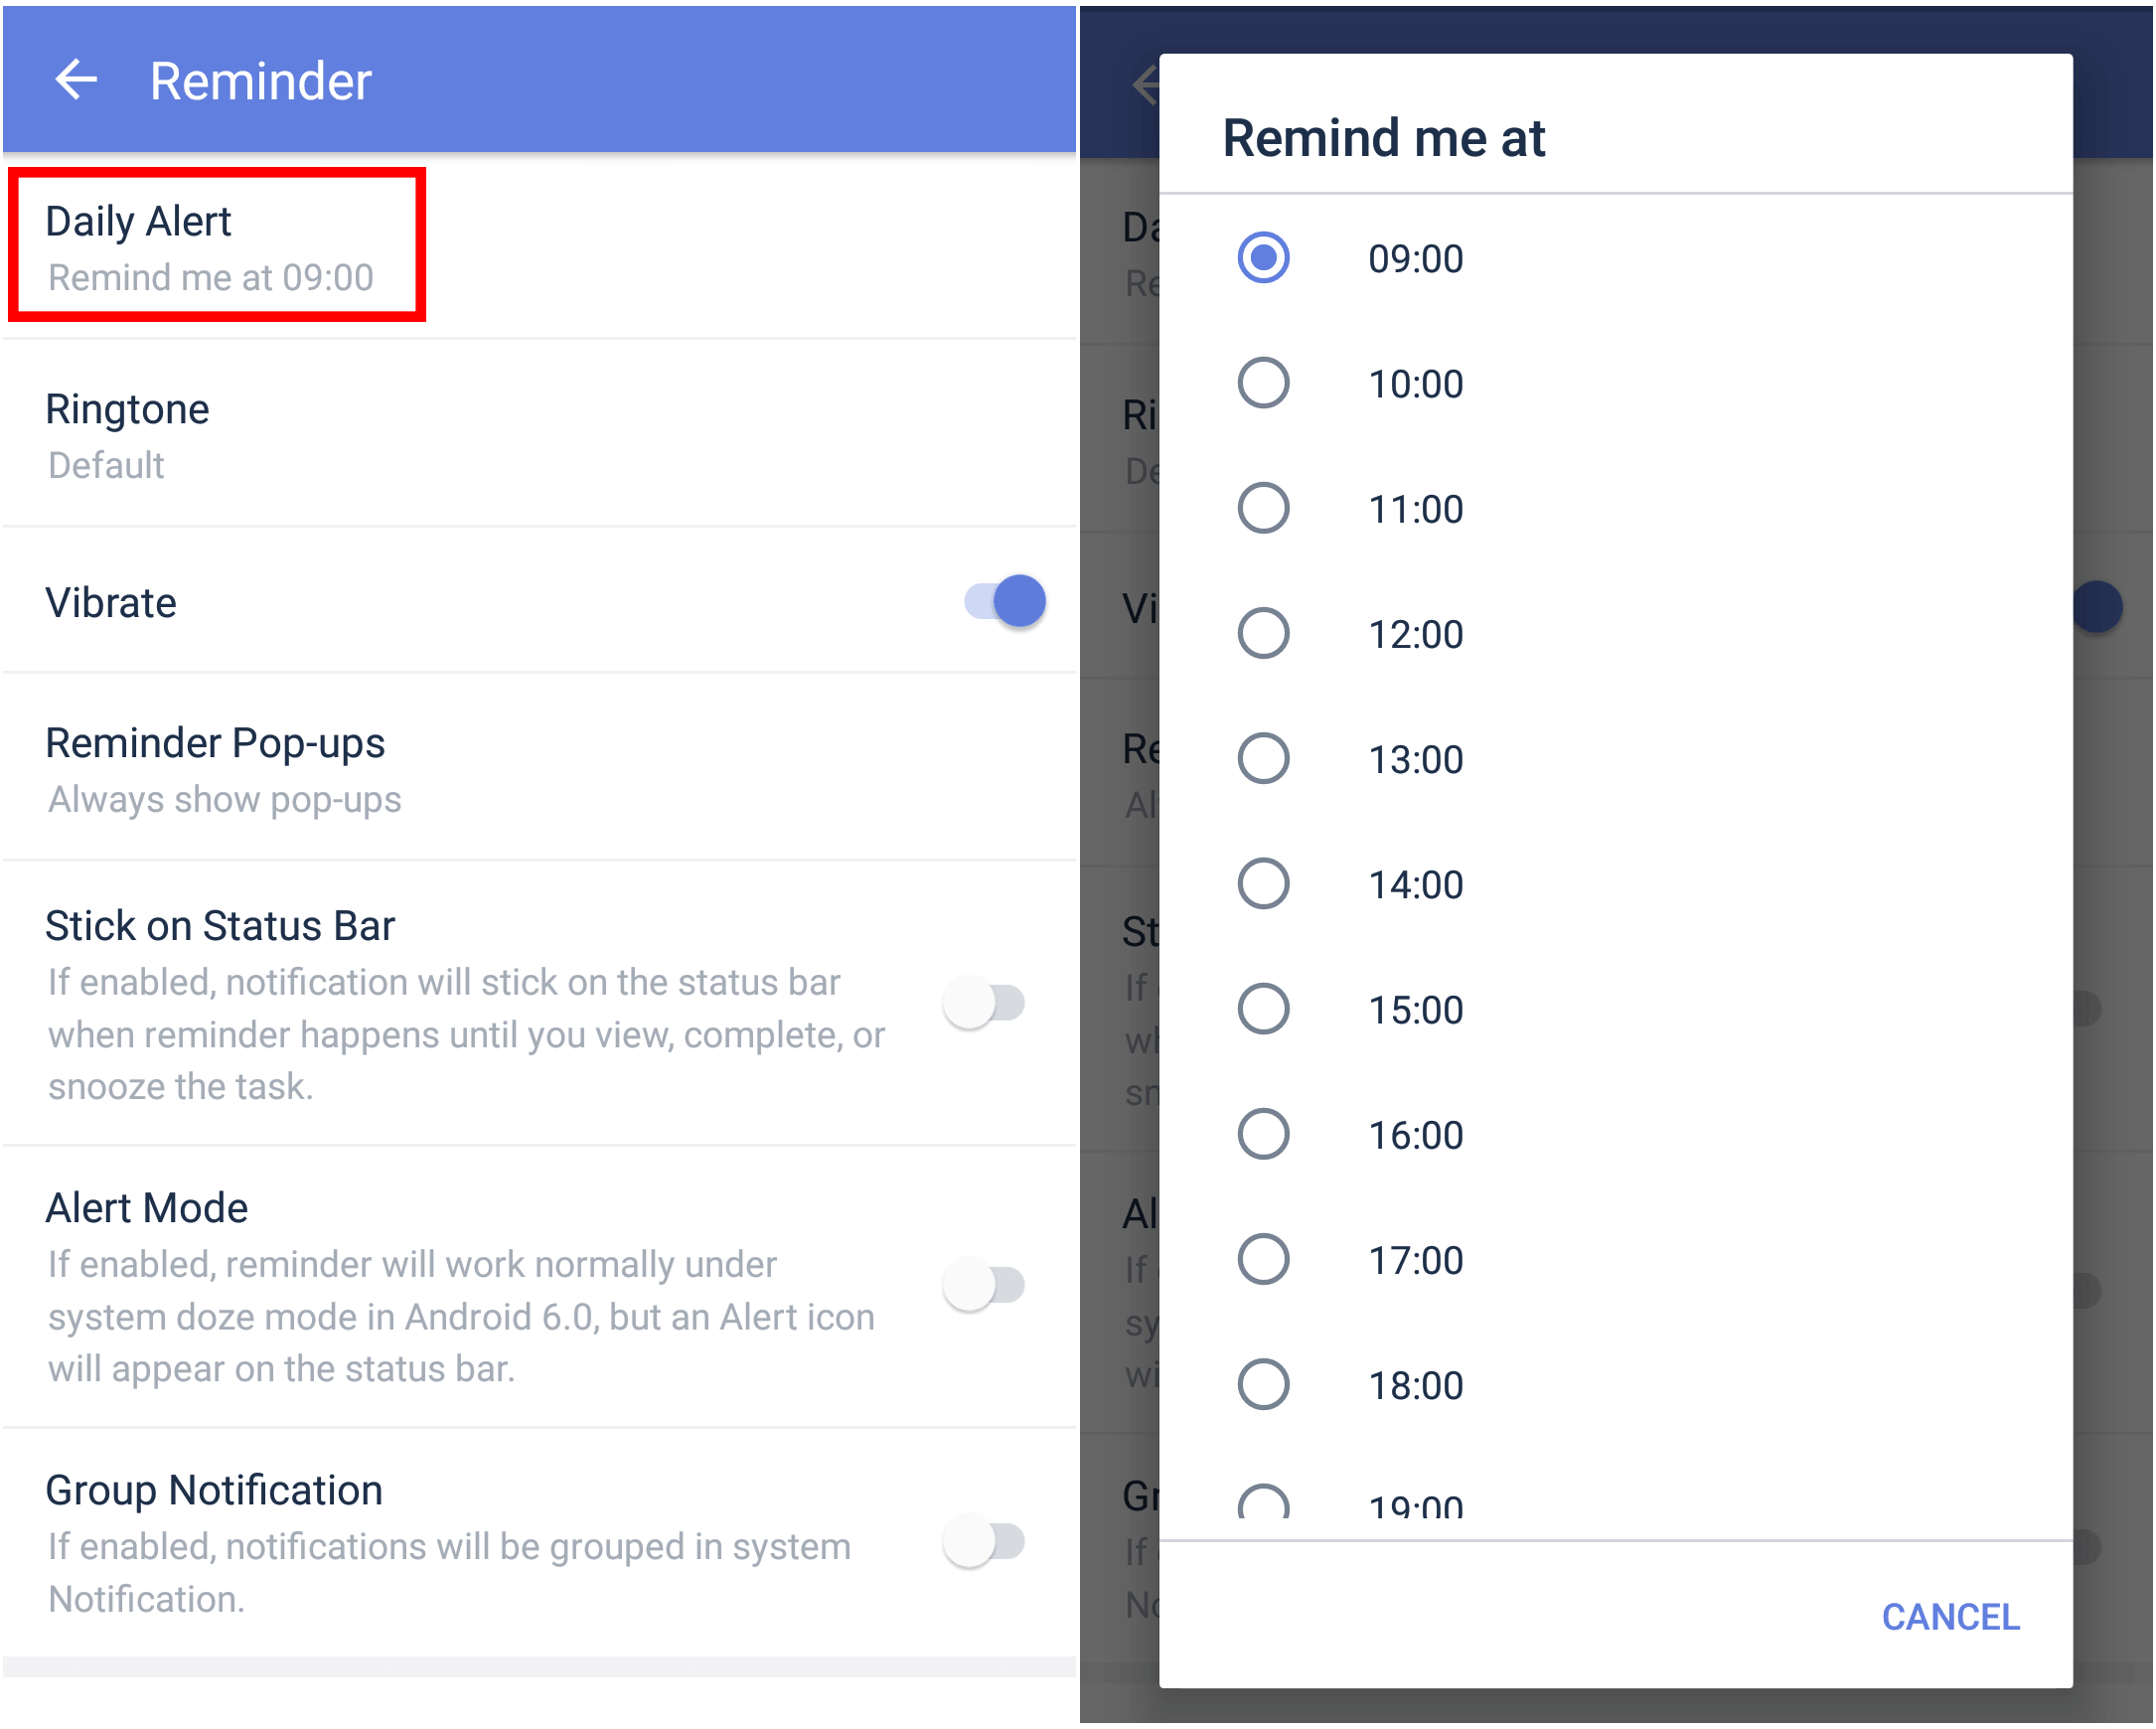 Reminder
Daily Alert
Remind me at 09:00
Ringtone
Default
Vibrate
Reminder Pop-ups
Always show pop-ups
Stick on Status Bar
If enabled, notification will stick on the status bar
when reminder happens until you view, complete, or
snooze the task.
Alert Mode
If enabled, reminder will work normally under
system doze mode in Android 6.0, but an Alert icon
will appear on the status bar.
Group Notification
If enabled, notifications will be grouped in system
Notification.
Remind me at
09:00
10:00
11:00
12:00
13:00
14:00
15:00
16:00
17:00
18:00
19:00
CANCEL